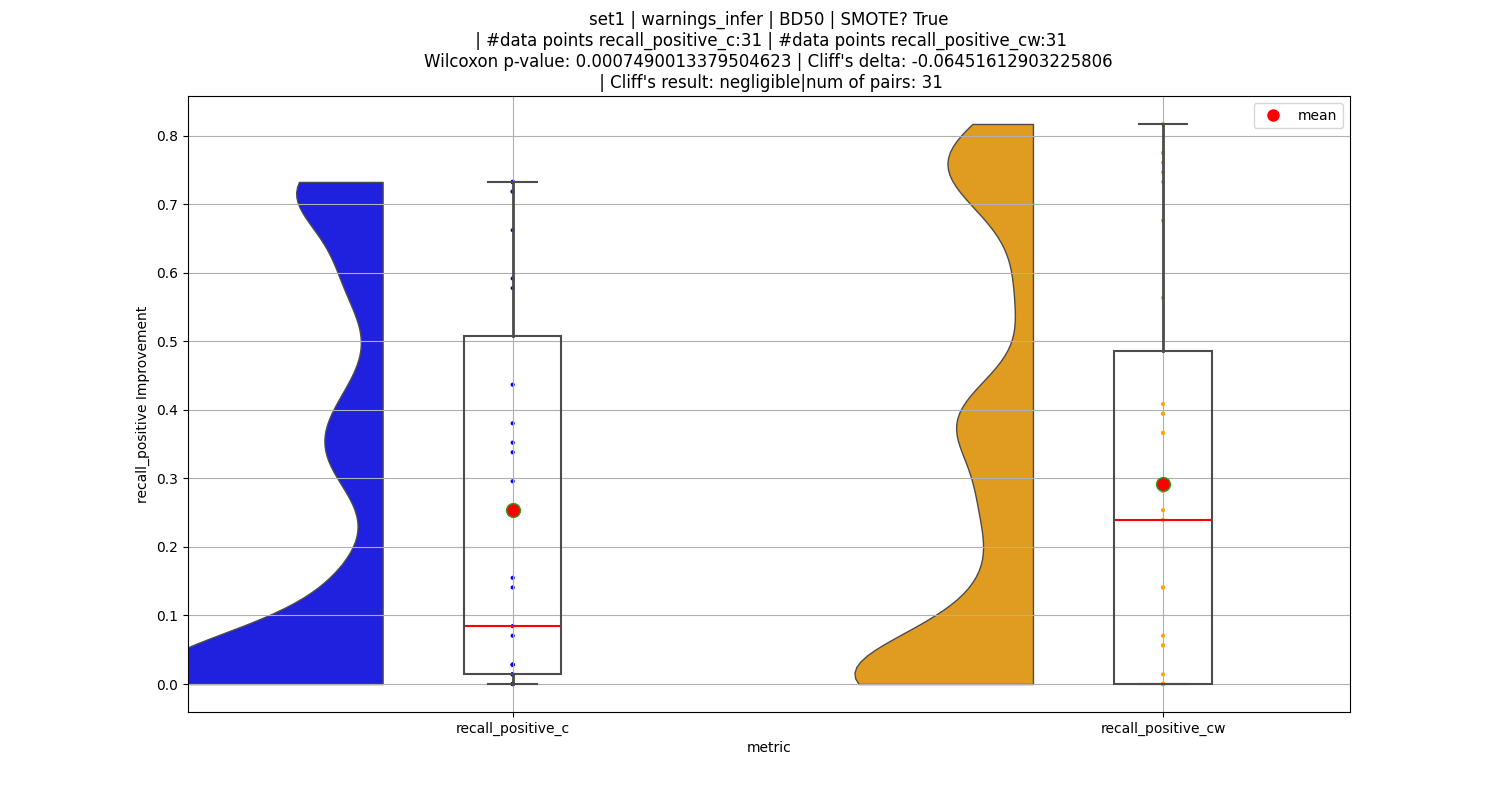 set1 | warnings_infer | BD50 | SMOTE? True
| #data points recall_positive_c:31 | #data points recall_positive_cw:31
Wilcoxon p-value: 0.0007490013379504623 | Cliff's delta: -0.06451612903225806
| Cliff's result: negligible|num of pairs: 31
mean
0.8
0.7
0.6
0.5
0.4
0.3
0.2
0.1
0.0
recall_positive Improvement
recall_positive_c
recall_positive_cw
metric